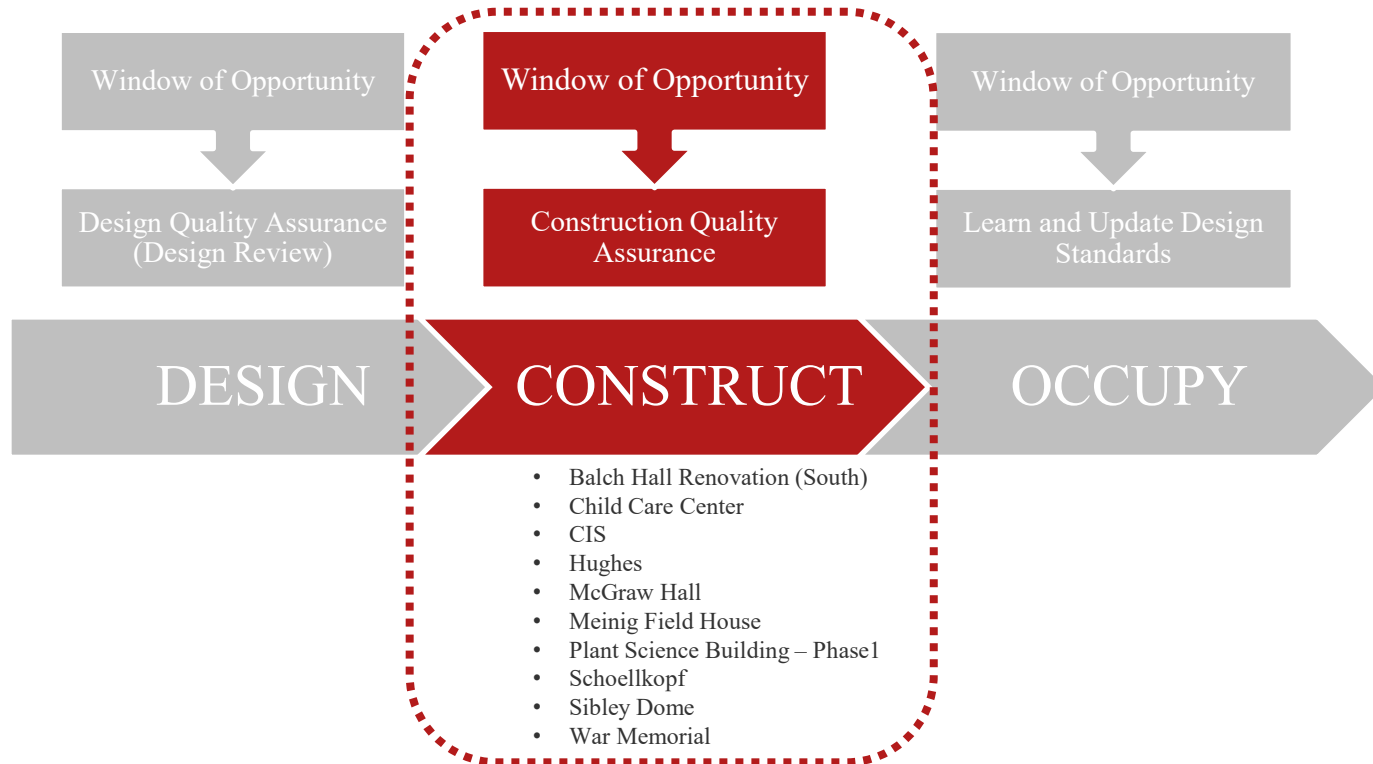 Window of Opportunity
Design Quality Assurance
(Design Review)
Window of Opportunity
Construction Quality
Assurance
Window of Opportunity
Learn and Update Design
Standards
DESIGN
CONSTRUCT
OCCUPY
• Balch Hall Renovation (South)
• Child Care Center
• CIS
• Hughes
• McGraw Hall
• Meinig Field House
• Plant Science Building – Phase1
• Schoellkopf
• Sibley Dome
• War Memorial